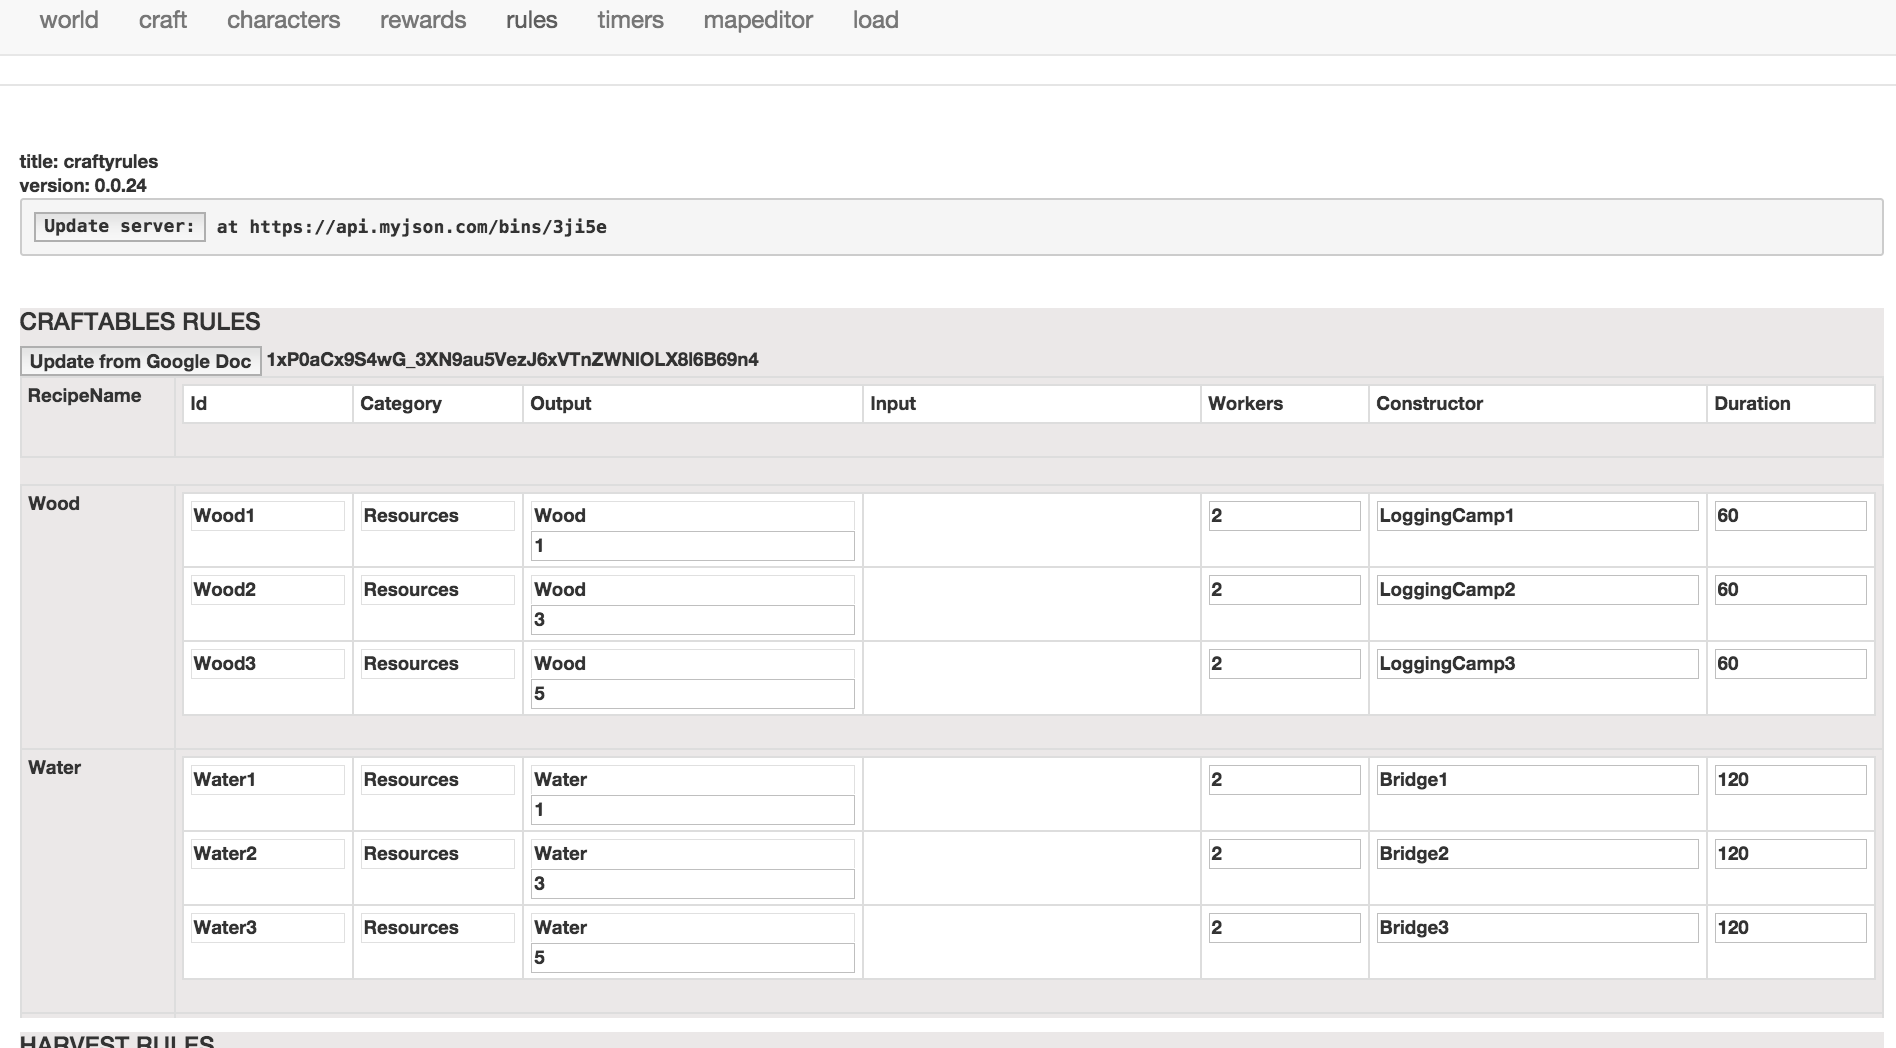 world craft characters rewards rules timers mapeditor load
title: craftyrules
version: 0.0.24
Update server: at https://api.myjson.com/bins/3ji5e
CRAFTABLES RULES
Update from Google Doc 1xP0aCx9S4wG_3XN9au5VezJ6xVTnZWNIOLX8I6B69n4
RecipeName Id Category Output Input Workers Constructor Duration
Wood Wood1 Resources Wood 2 LoggingCamp1 60
1
Wood2 Resources Wood 2 LoggingCamp2 60
3
Wood3 Resources Wood 2 LoggingCamp3 60
5
Water Water1 Resources Water 2 Bridge1 120
1
Water2 Resources Water 2 Bridge2 120
3
Water3 Resources Water 2 Bridge3 120
5
HARVEST RULES